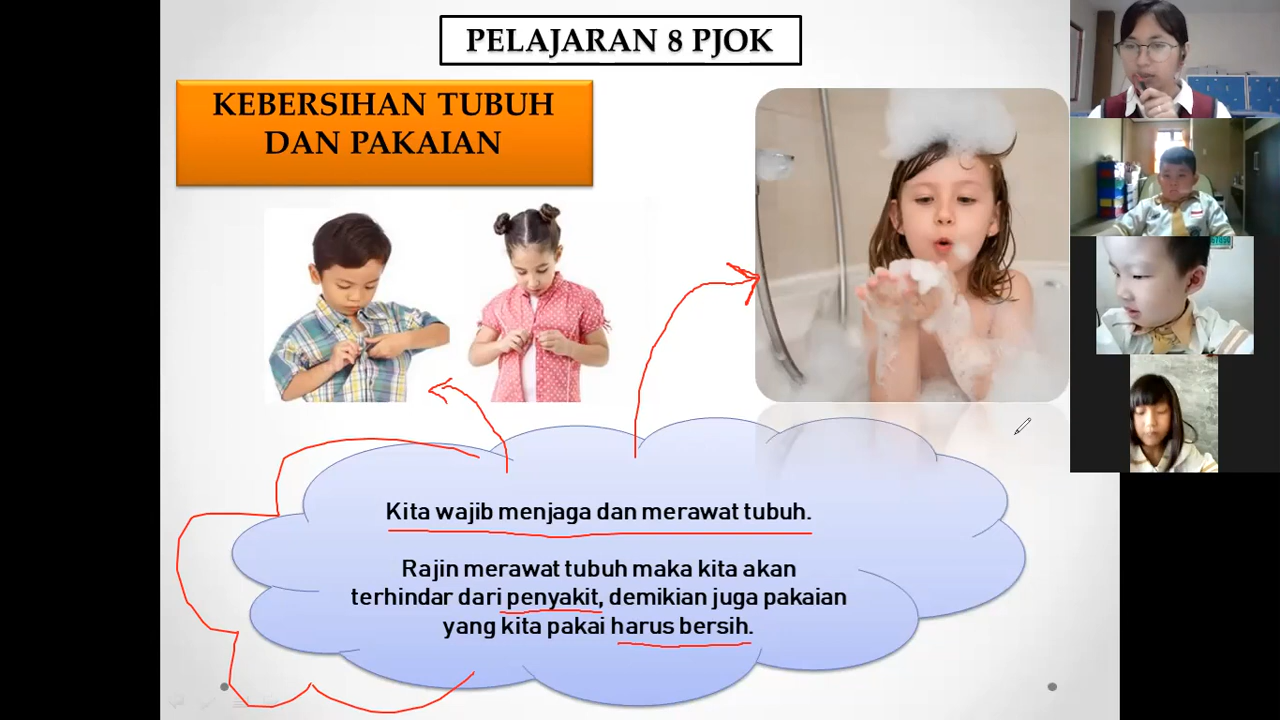 PELAJARAN 8 PJOK
KEBERSIHAN TUBUH
DAN PAKAIAN
Kita wajib menjaga dan merawat tubuh.
Rajin merawat tubuh maka kita akan
terhindar dari penyakit, demikian juga pakaian
yang kita pakai harus bersih.